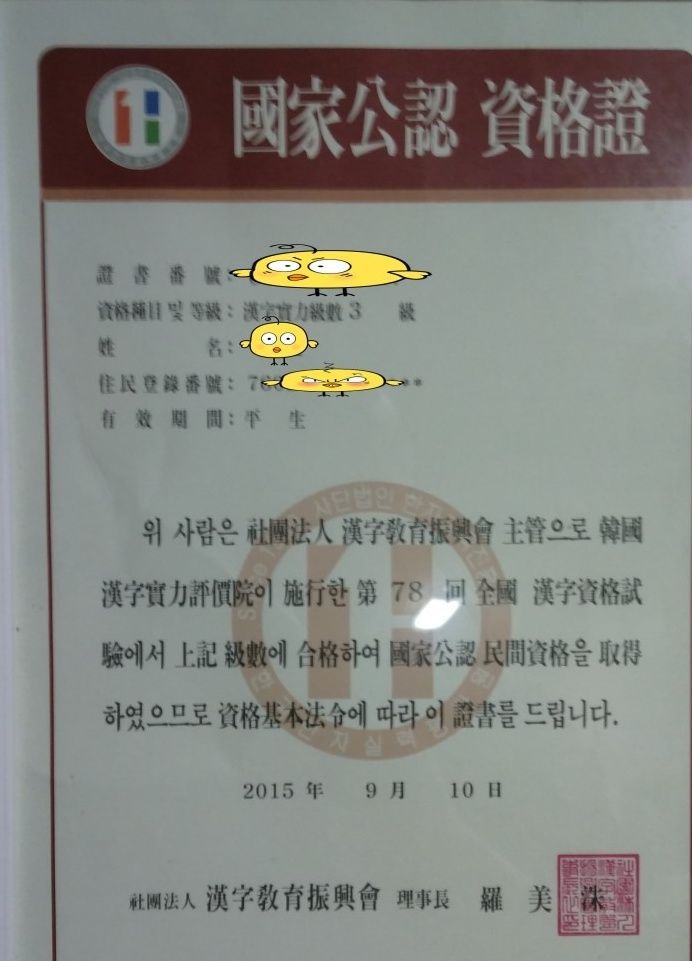 國家公認 資格證
證書番號:
資格種目 및 等級: 漢字實力級數 3 級
姓名:
住民登錄番號: 7 **
有效期間: 平生
위 사람은 社團法人 漢字敎育振興會 主管으로 韓國
漢字實力評價院이 施行한 第 78 回 全國 漢字資格試
驗에서 上記 級數에 合格하여 國家公認 民間資格을 取得
하였으므로 資格基本法令에 따라 이 證書를 드립니다.
2015 年 9 月 10 日
社團法人 漢字敎育振興會 理事長 羅美洙